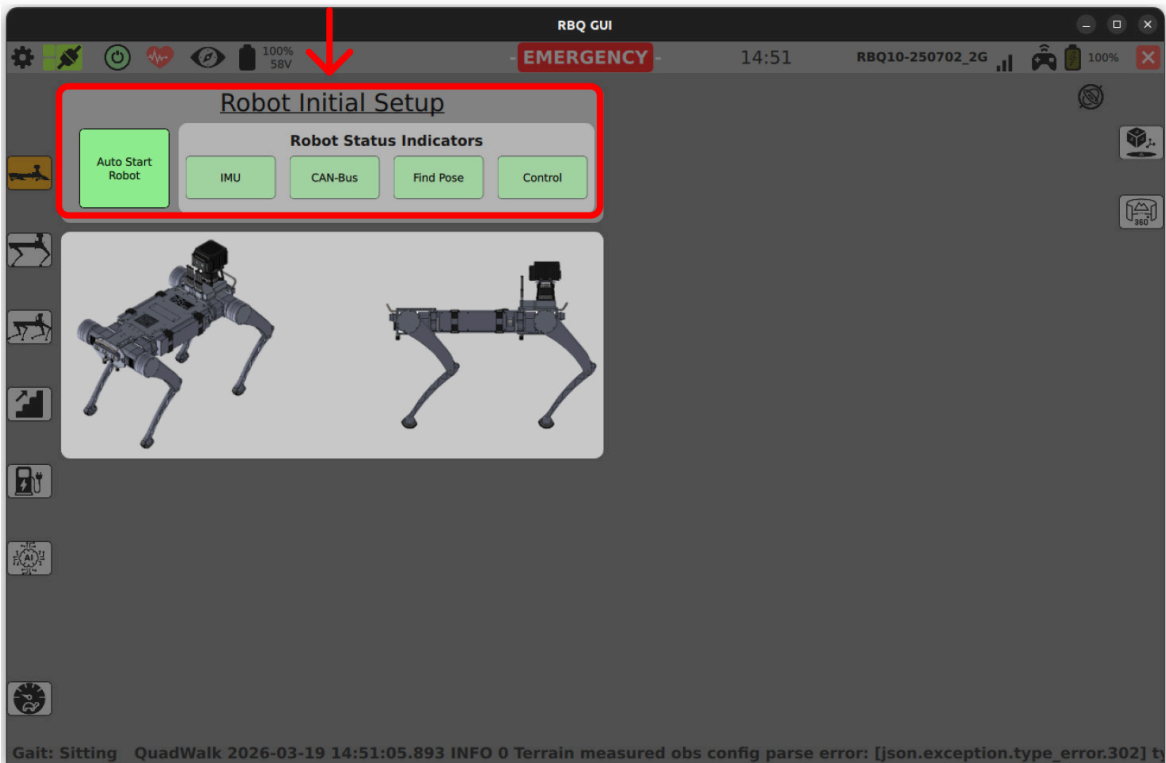 RBQ GUI
100%
58V
- EMERGENCY -
14:51
RBQ10-250702_2G
100%
Robot Initial Setup
Auto Start
Robot
Robot Status Indicators
IMU
CAN-Bus
Find Pose
Control
360°
AI
Gait: Sitting QuadWalk 2026-03-19 14:51:05.893 INFO 0 Terrain measured obs config parse error: [json.exception.type_error.302] ty